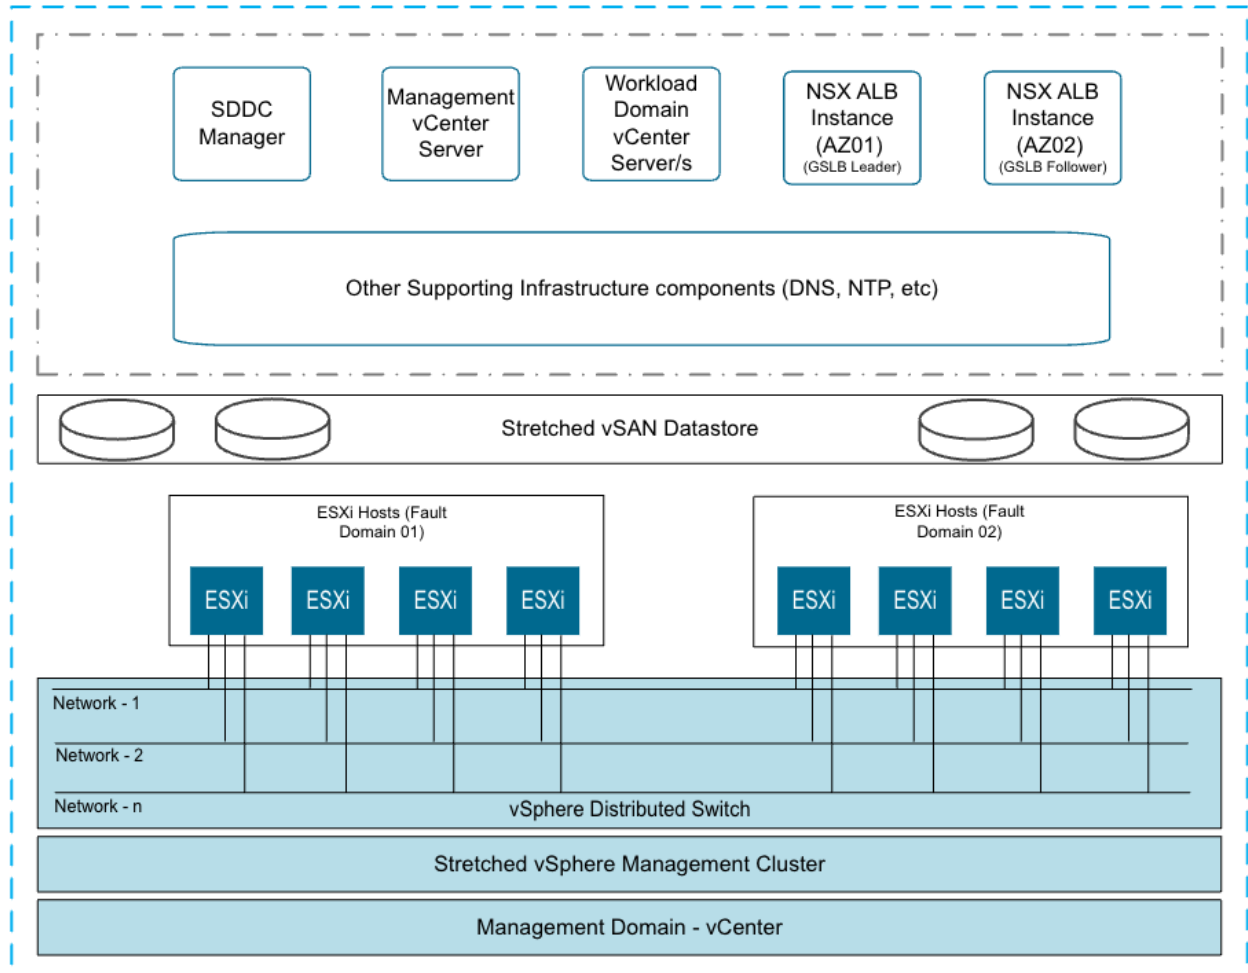 SDDC
Manager
Management
vCenter
Server
Workload
Domain
vCenter
Server/s
NSX ALB
Instance
(AZ01)
(GSLB Leader)
NSX ALB
Instance
(AZ02)
(GSLB Follower)
Other Supporting Infrastructure components (DNS, NTP, etc)
Stretched vSAN Datastore
ESXi Hosts (Fault
Domain 01)
ESXi Hosts (Fault
Domain 02)
ESXi ESXi ESXi ESXi ESXi ESXi ESXi ESXi
Network - 1
Network - 2
Network - n
vSphere Distributed Switch
Stretched vSphere Management Cluster
Management Domain - vCenter